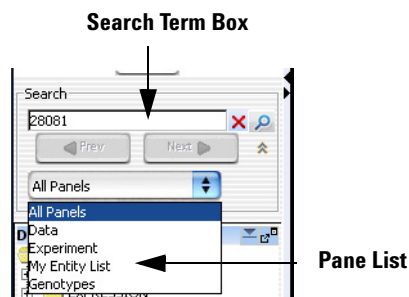 Search Term Box
Search
28081
Prev Next
All Panels
All Panels
Data
Experiment
My Entity List
Pane List
Genotypes